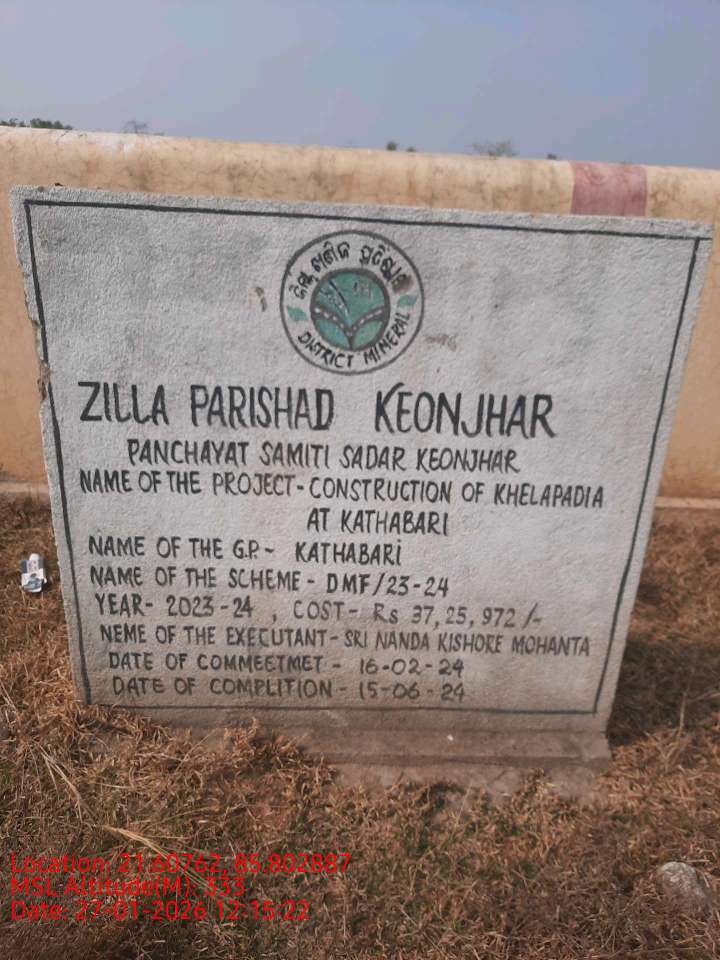 ଜିଲ୍ଲା ଖଣିଜ ପ୍ରତିଷ୍ଠାନ
DISTRICT MINERAL
ZILLA PARISHAD KEONJHAR
PANCHAYAT SAMITI SADAR KEONJHAR
NAME OF THE PROJECT-CONSTRUCTION OF KHELAPADIA
AT KATHABARI
NAME OF THE G.P.- KATHABARi
NAME OF THE SCHEME - DMF/23-24
YEAR- 2023-24 , COST- Rs 37,25,972/-
NEME OF THE EXECUTANT- SRI NANDA KISHORE MOHANTA
DATE OF COMMEETMET - 16-02-24
DATE OF COMPLITION - 15-06-24
Location: 21.60762, 85.802887
MSL Altitude(M): 533
Date: 27-01-2026 12:15:22